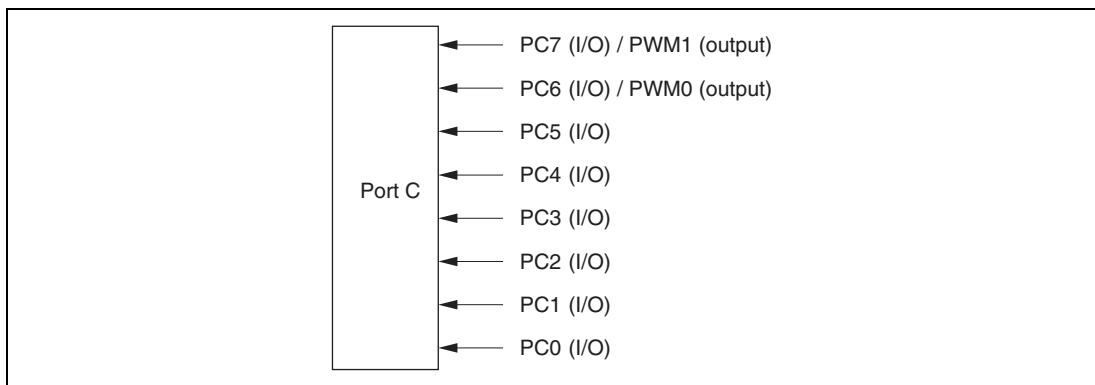 PC7 (I/O) / PWM1 (output)
PC6 (I/O) / PWM0 (output)
PC5 (I/O)
PC4 (I/O)
Port C
PC3 (I/O)
PC2 (I/O)
PC1 (I/O)
PC0 (I/O)